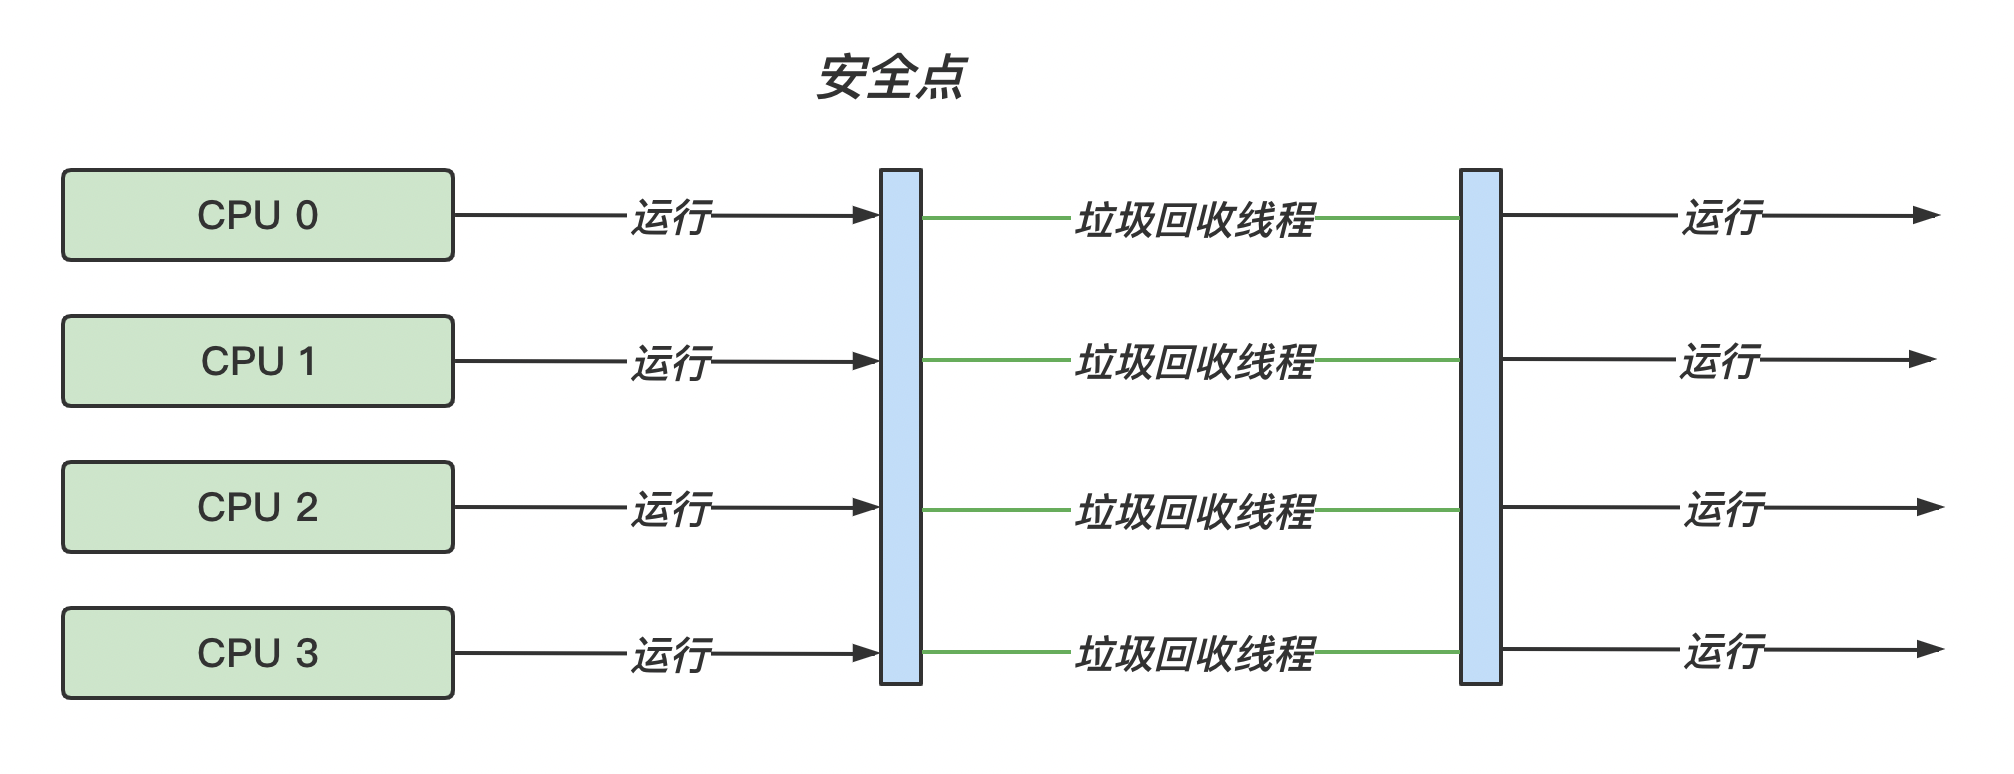 安全点
CPU 0 运行 垃圾回收线程 运行
CPU 1 运行 垃圾回收线程 运行
CPU 2 运行 垃圾回收线程 运行
CPU 3 运行 垃圾回收线程 运行